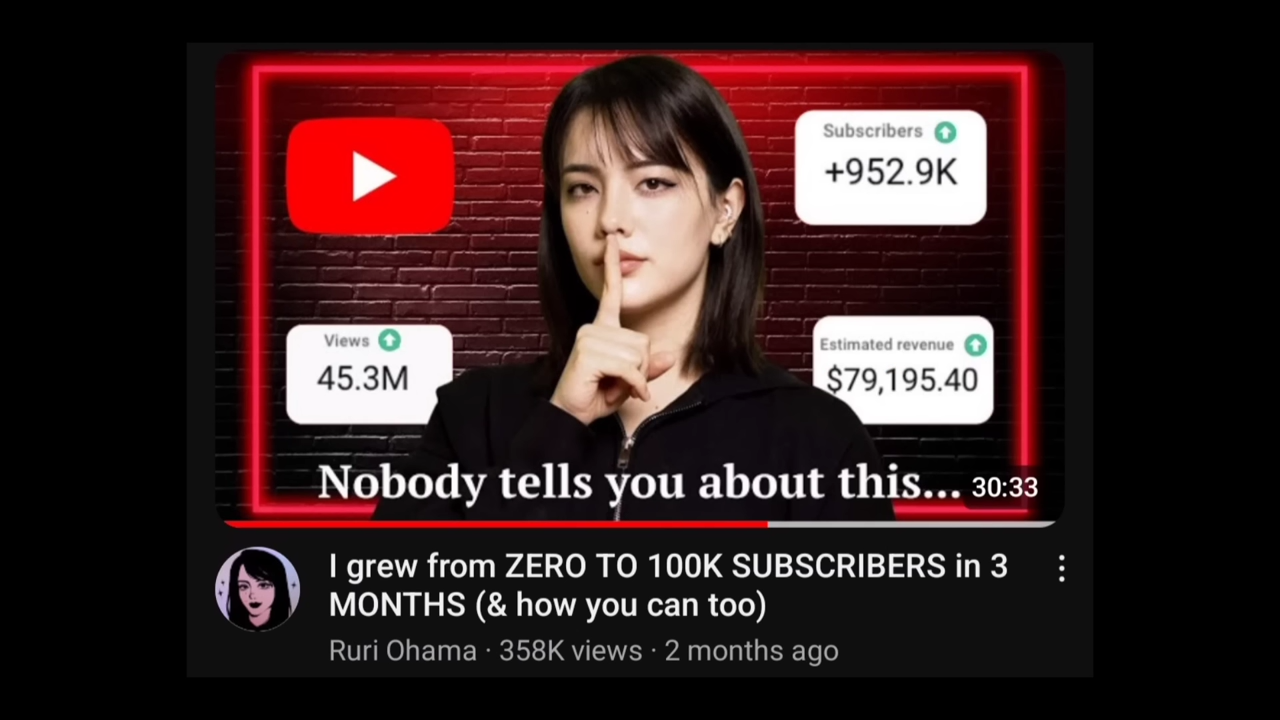 Subscribers
+952.9K
Views
45.3M
Estimated revenue
$79,195.40
Nobody tells you about this...
30:33
I grew from ZERO TO 100K SUBSCRIBERS in 3
MONTHS (& how you can too)
Ruri Ohama · 358K views · 2 months ago